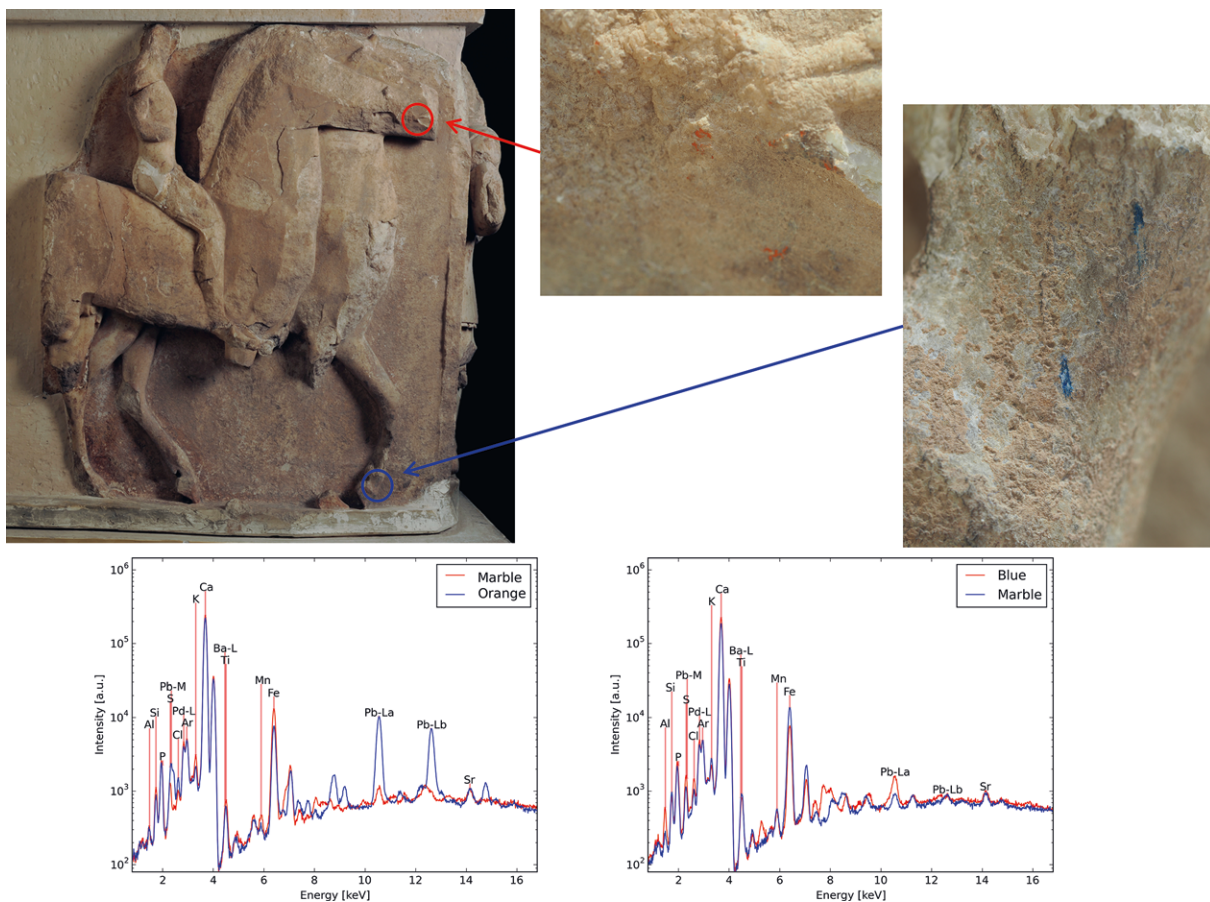 10⁶
10⁵
10⁴
10³
10²
Intensity [a.u.]
Marble
Orange
Ca
K
Ba-L
Ti
Pb-M
S
Si
Al
Pd-L
Ar
Cl
P
Mn
Fe
Pb-La
Pb-Lb
Sr
2 4 6 8 10 12 14 16
Energy [keV]
10⁶
10⁵
10⁴
10³
10²
Intensity [a.u.]
Blue
Marble
Ca
K
Ba-L
Ti
Pb-M
S
Si
Al
Pd-L
Ar
Cl
P
Mn
Fe
Pb-La
Pb-Lb
Sr
2 4 6 8 10 12 14 16
Energy [keV]